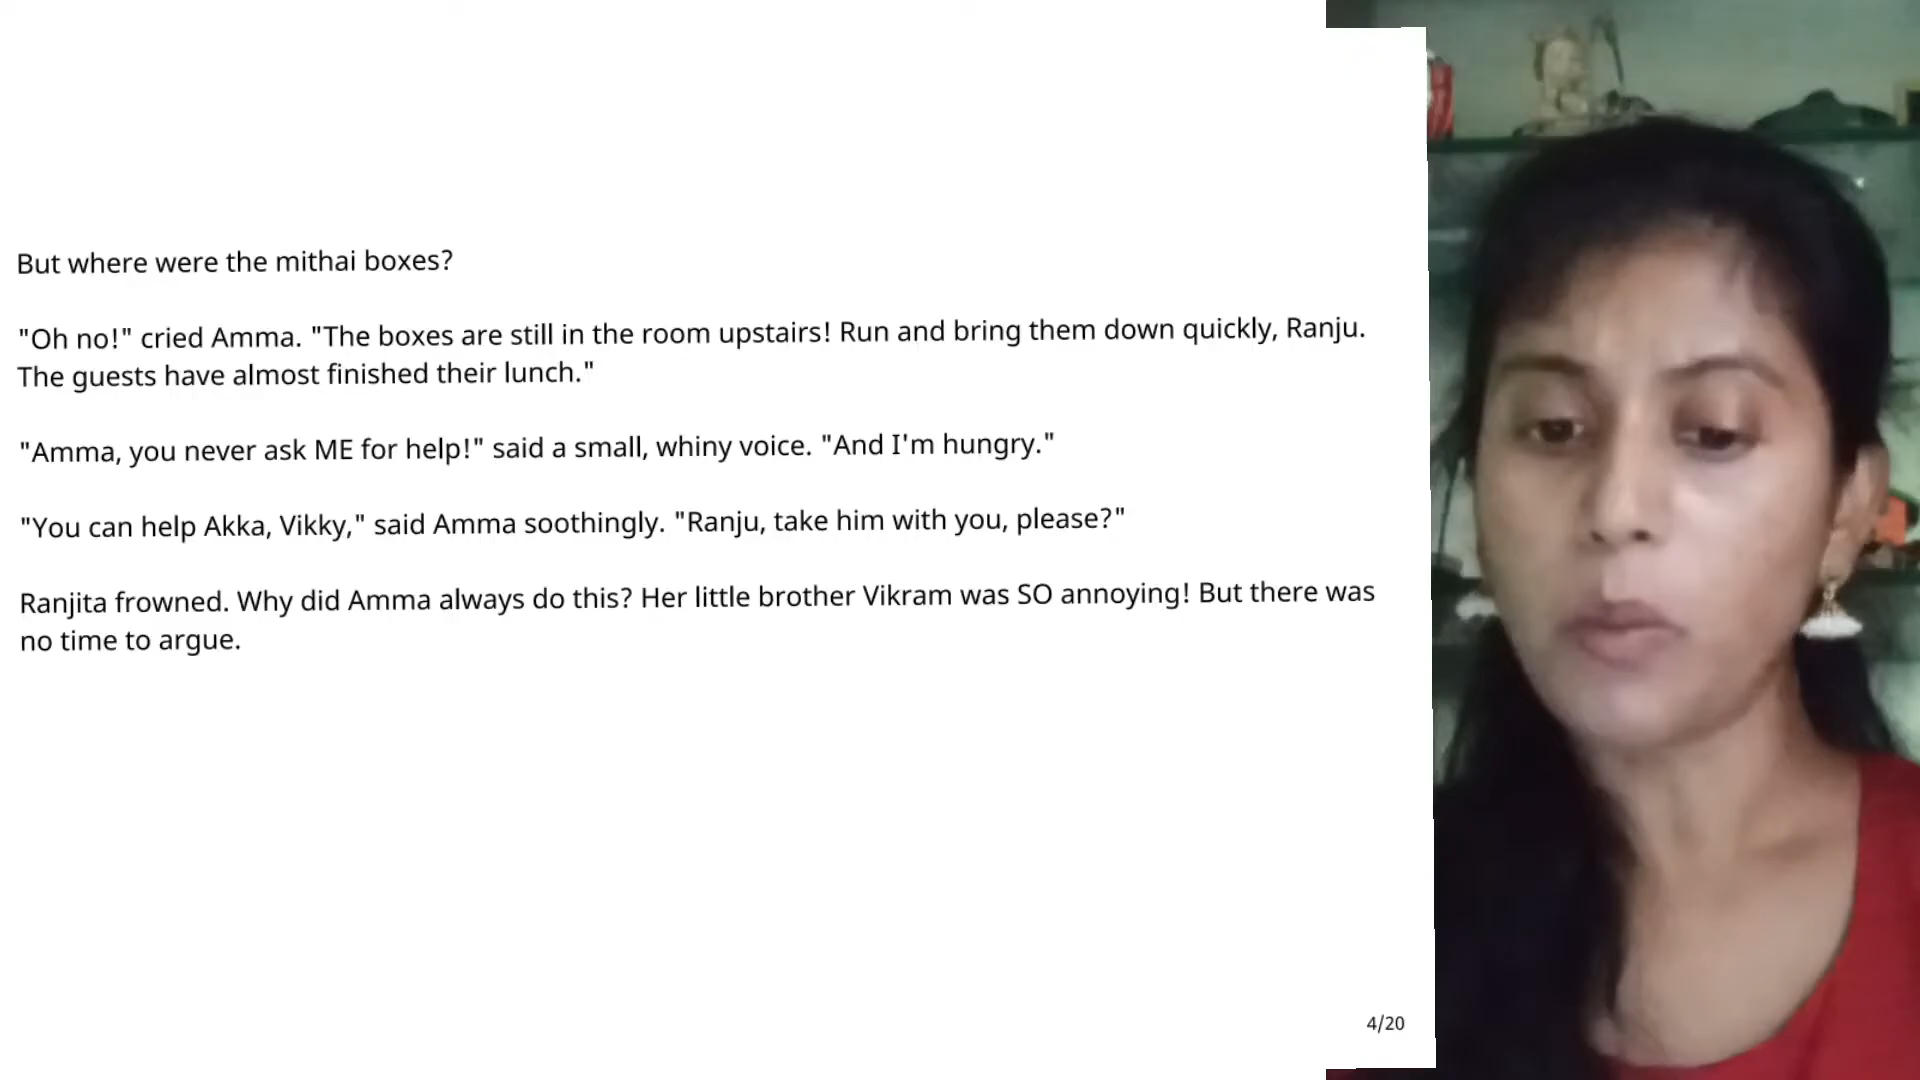 But where were the mithai boxes?
"Oh no!" cried Amma. "The boxes are still in the room upstairs! Run and bring them down quickly, Ranju.
The guests have almost finished their lunch."
"Amma, you never ask ME for help!" said a small, whiny voice. "And I'm hungry."
"You can help Akka, Vikky," said Amma soothingly. "Ranju, take him with you, please?"
Ranjita frowned. Why did Amma always do this? Her little brother Vikram was SO annoying! But there was
no time to argue.
4/20